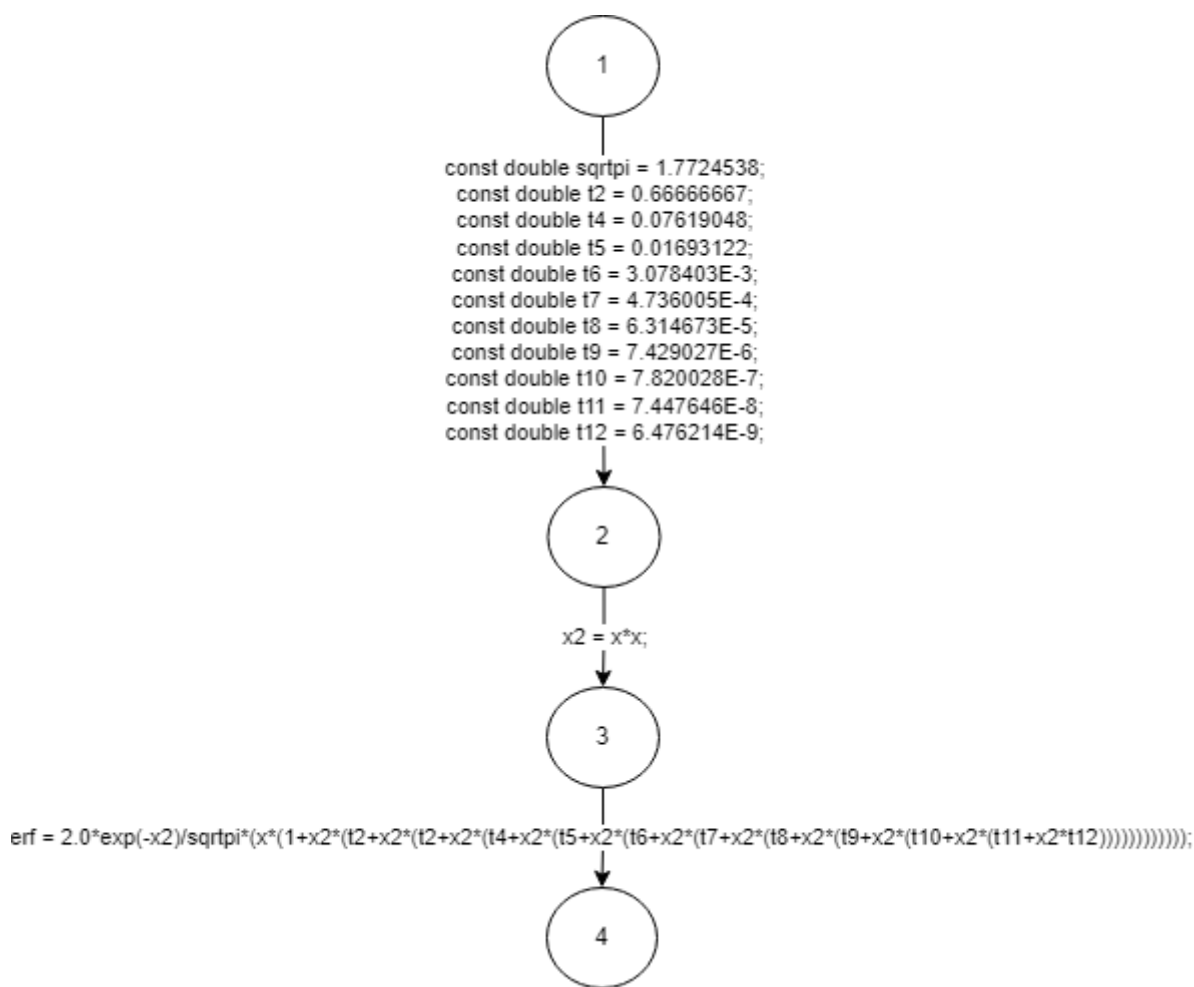 1
const double sqrtpi = 1.7724538;
const double t2 = 0.66666667;
const double t4 = 0.07619048;
const double t5 = 0.01693122;
const double t6 = 3.078403E-3;
const double t7 = 4.736005E-4;
const double t8 = 6.314673E-5;
const double t9 = 7.429027E-6;
const double t10 = 7.820028E-7;
const double t11 = 7.447646E-8;
const double t12 = 6.476214E-9;
2
x2 = x*x;
3
erf = 2.0*exp(-x2)/sqrtpi*(x*(1+x2*(t2+x2*(t2+x2*(t4+x2*(t5+x2*(t6+x2*(t7+x2*(t8+x2*(t9+x2*(t10+x2*(t11+x2*t12))))))))))));
4